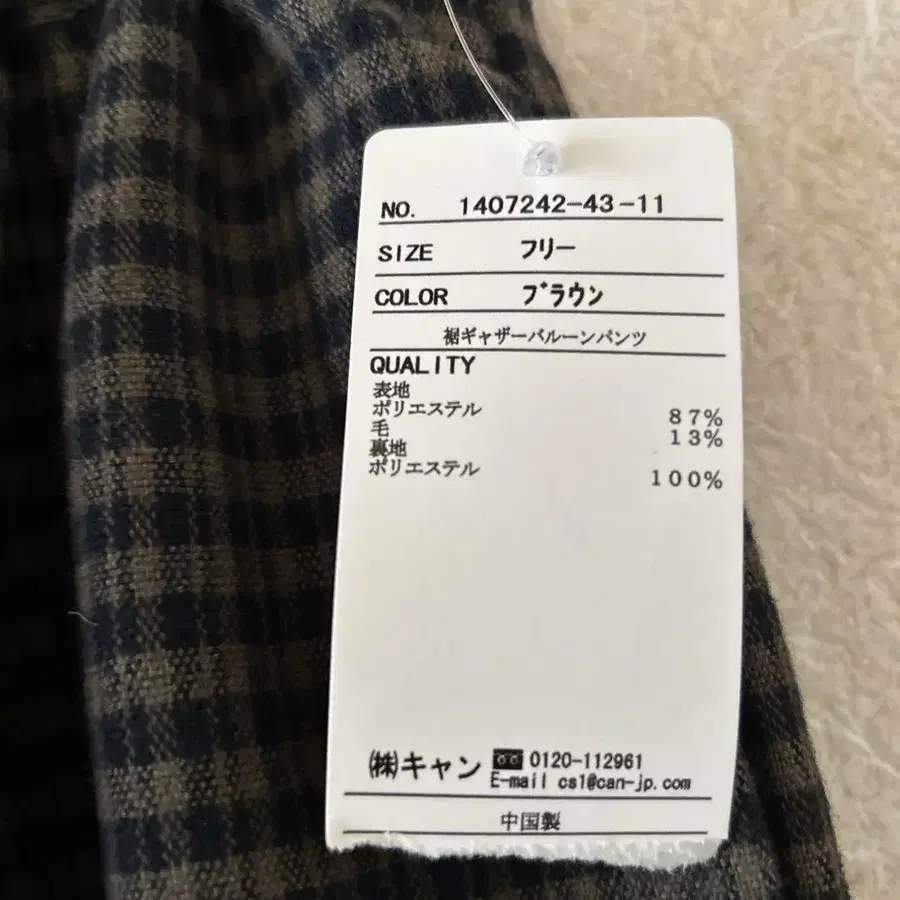 NO. 1407242-43-11
SIZE フリー
COLOR ブラウン
裾ギャザーバルーンパンツ
QUALITY
表地
ポリエステル 87%
毛 13%
裏地
ポリエステル 100%
㈱キャン 0120-112961
E-mail cs1@can-jp.com
中国製